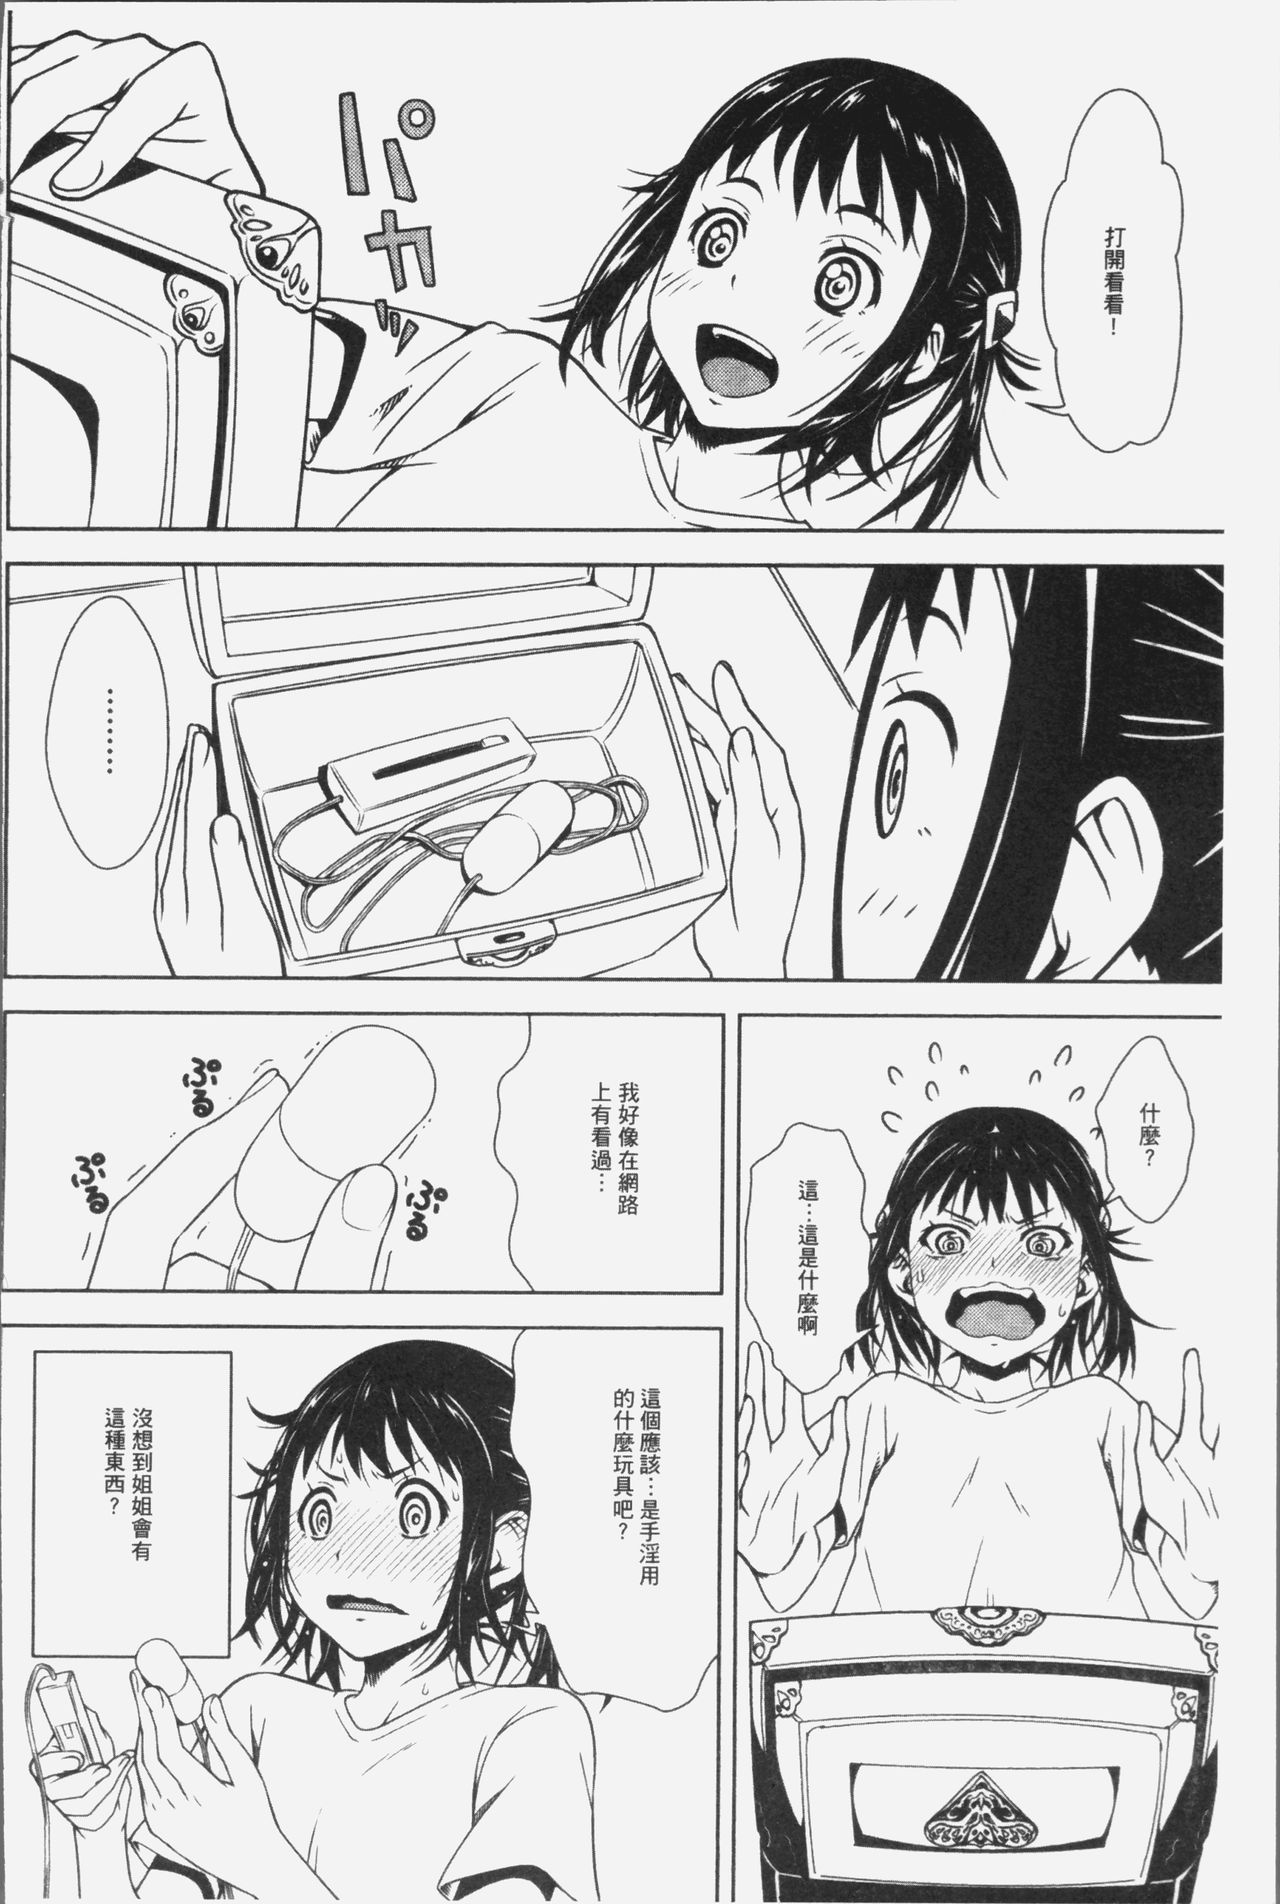 打開看看！
パカッ
………
什麼？
這…這是什麼啊
我好像在網路
上有看過…
ぷる
ぷる
ぷる
這個應該…是手淫用
的什麼玩具吧？
沒想到姐姐會有
這種東西？